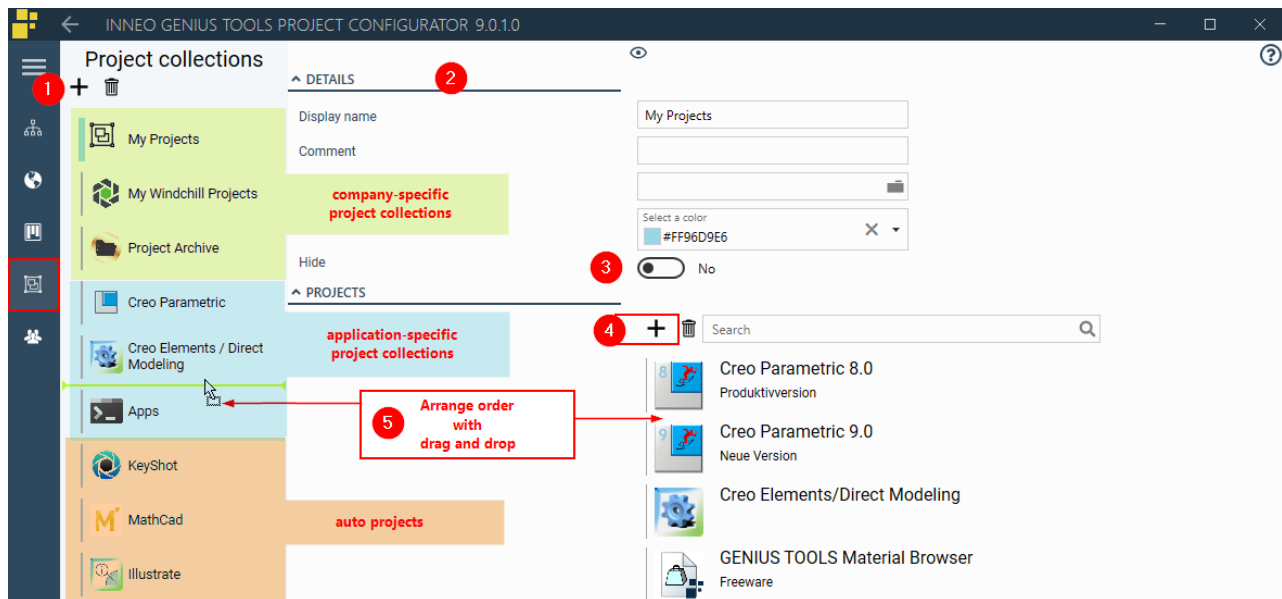 INNEO GENIUS TOOLS PROJECT CONFIGURATOR 9.0.1.0
Project collections
1
My Projects
My Windchill Projects
Project Archive
Creo Parametric
Creo Elements / Direct
Modeling
Apps
KeyShot
MathCad
Illustrate
DETAILS
2
Display name
My Projects
Comment
company-specific
project collections
Select a color
#FF96D9E6
Hide
3
No
PROJECTS
application-specific
project collections
4
Search
5
Arrange order
with
drag and drop
auto projects
8
Creo Parametric 8.0
Produktivversion
9
Creo Parametric 9.0
Neue Version
Creo Elements/Direct Modeling
GENIUS TOOLS Material Browser
Freeware